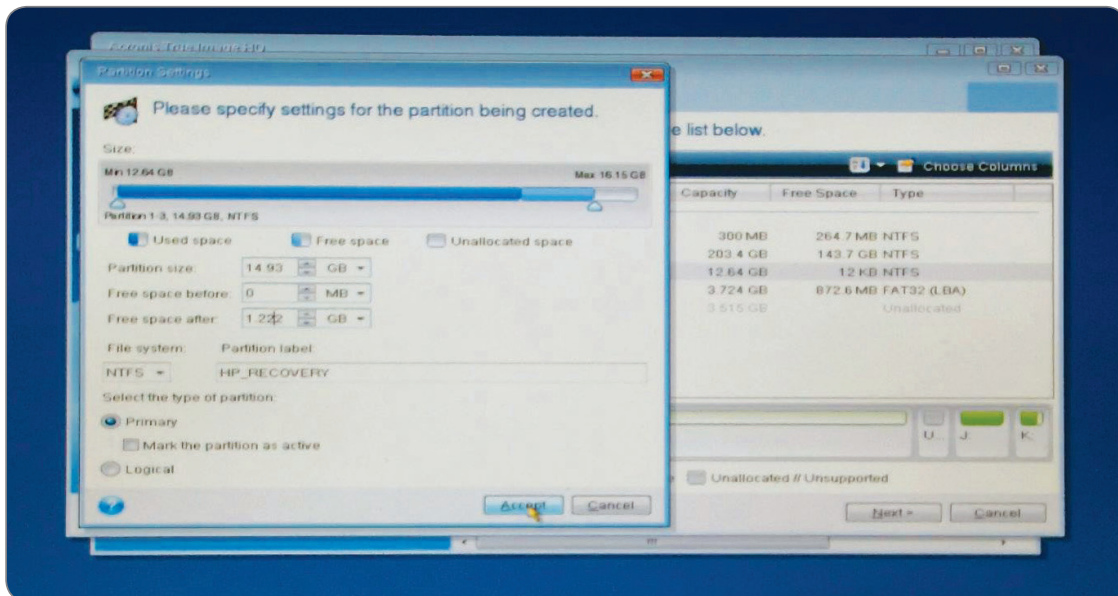 Acronis True Image HD
Partition Settings
Please specify settings for the partition being created.
Size:
Min 12.64 GB Max 16.15 GB
Partition 1-3, 14.93 GB, NTFS
Used space Free space Unallocated space
Partition size: 14.93 GB
Free space before: 0 MB
Free space after: 1.222 GB
File system: Partition label:
NTFS HP_RECOVERY
Select the type of partition:
Primary
Mark the partition as active
Logical
Accept Cancel
e list below.
Choose Columns
Capacity Free Space Type
300 MB 264.7 MB NTFS
203.4 GB 143.7 GB NTFS
12.64 GB 12 KB NTFS
3.724 GB 872.6 MB FAT32 (LBA)
3.515 GB Unallocated
U... J: K:
Unallocated // Unsupported
Next > Cancel